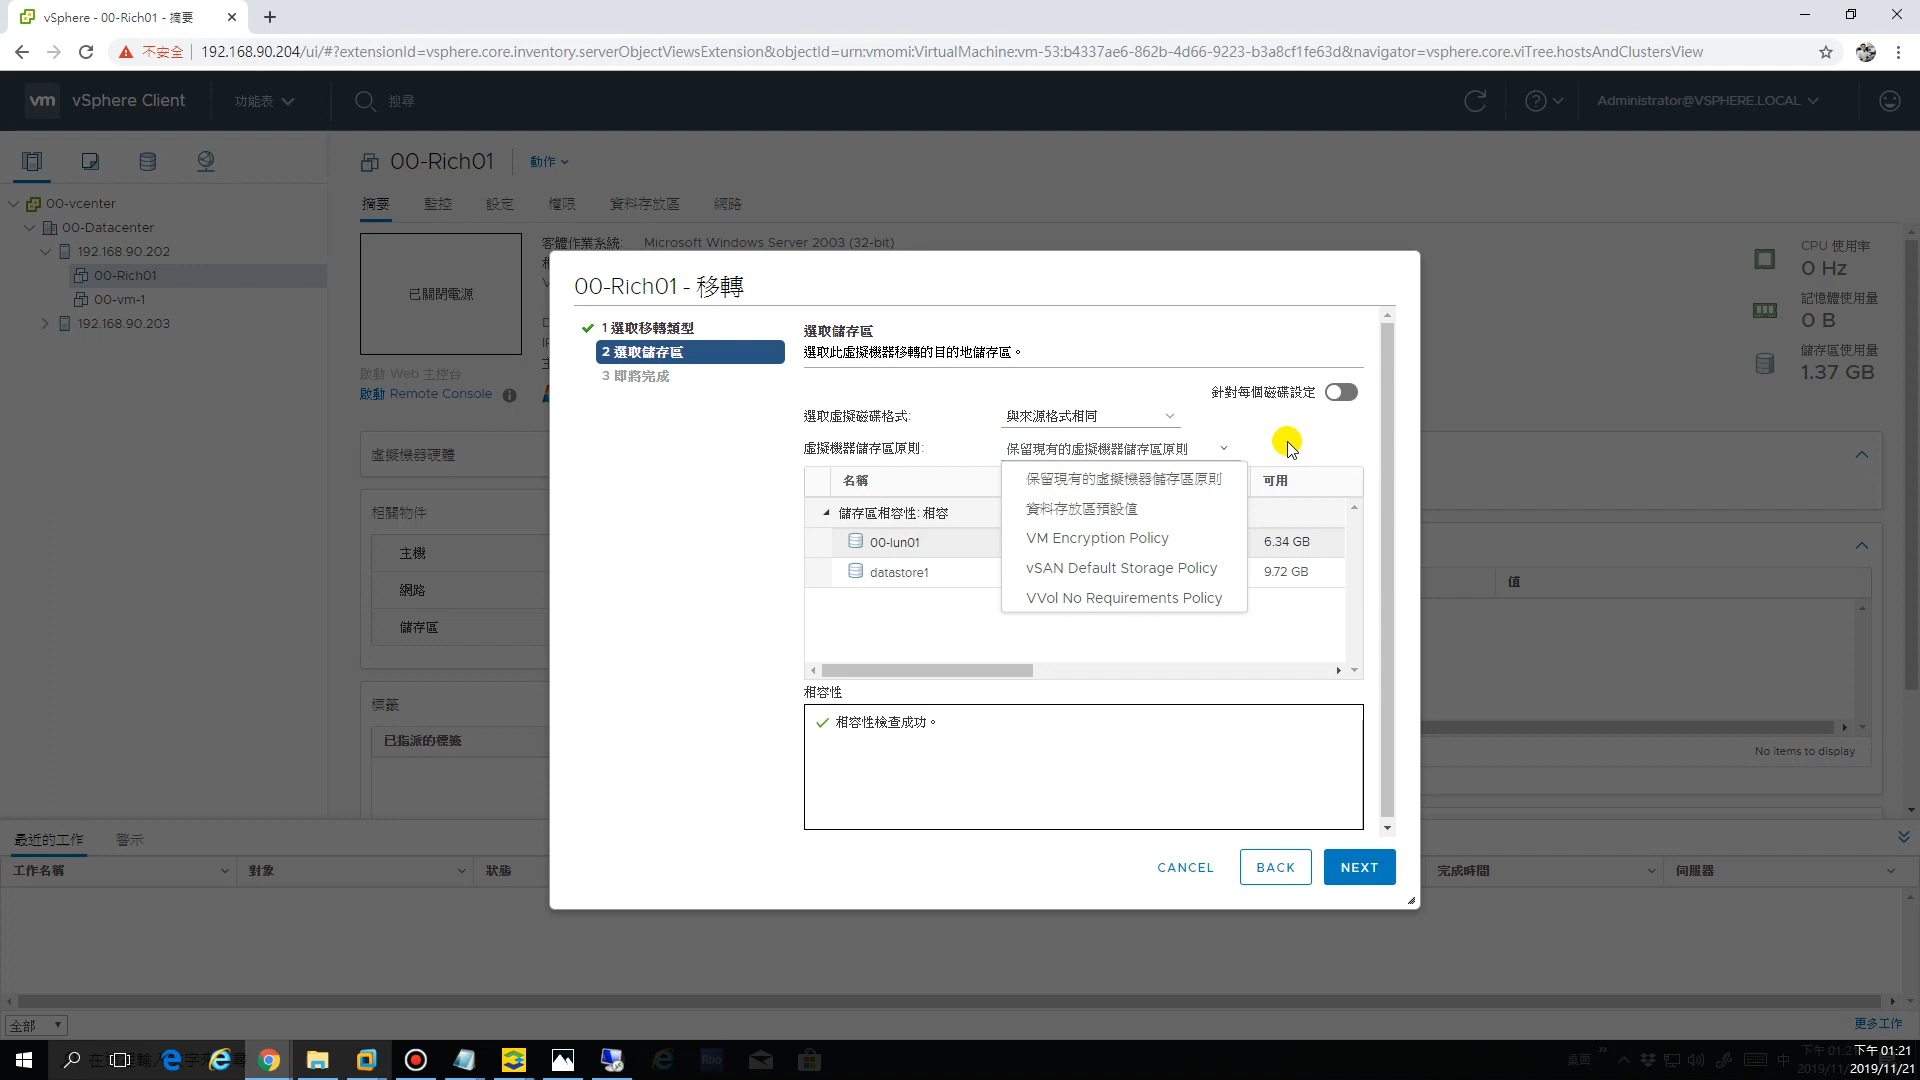 vSphere - 00-Rich01 - 摘要
不安全
192.168.90.204/ui/#?extensionId=vsphere.core.inventory.serverObjectViewsExtension&objectId=urn:vmomi:VirtualMachine:vm-53:b4337ae6-862b-4d66-9223-b3a8cf1fe63d&navigator=vsphere.core.viTree.hostsAndClustersView
vm vSphere Client 功能表 搜尋 Administrator@VSPHERE.LOCAL
00-vcenter
00-Datacenter
192.168.90.202
00-Rich01
00-vm-1
192.168.90.203
00-Rich01 動作
摘要 監控 設定 權限 資料存放區 網路
已關閉電源
客體作業系統: Microsoft Windows Server 2003 (32-bit)
啟動 Web 主控台
啟動 Remote Console
CPU 使用率
0 Hz
記憶體使用量
0 B
儲存區使用量
1.37 GB
虛擬機器硬體
相關物件
主機
網路
儲存區
標籤
已指派的標籤
值
No items to display
00-Rich01 - 移轉
1 選取移轉類型
2 選取儲存區
3 即將完成
選取儲存區
選取此虛擬機器移轉的目的地儲存區。
針對每個磁碟設定
選取虛擬磁碟格式: 與來源格式相同
虛擬機器儲存區原則: 保留現有的虛擬機器儲存區原則
保留現有的虛擬機器儲存區原則
資料存放區預設值
VM Encryption Policy
vSAN Default Storage Policy
VVol No Requirements Policy
名稱 可用
儲存區相容性: 相容
00-lun01 6.34 GB
datastore1 9.72 GB
相容性
相容性檢查成功。
CANCEL BACK NEXT
最近的工作 警示
工作名稱 對象 狀態 完成時間 伺服器
全部 更多工作
桌面
中
下午 01:21
2019/11/21